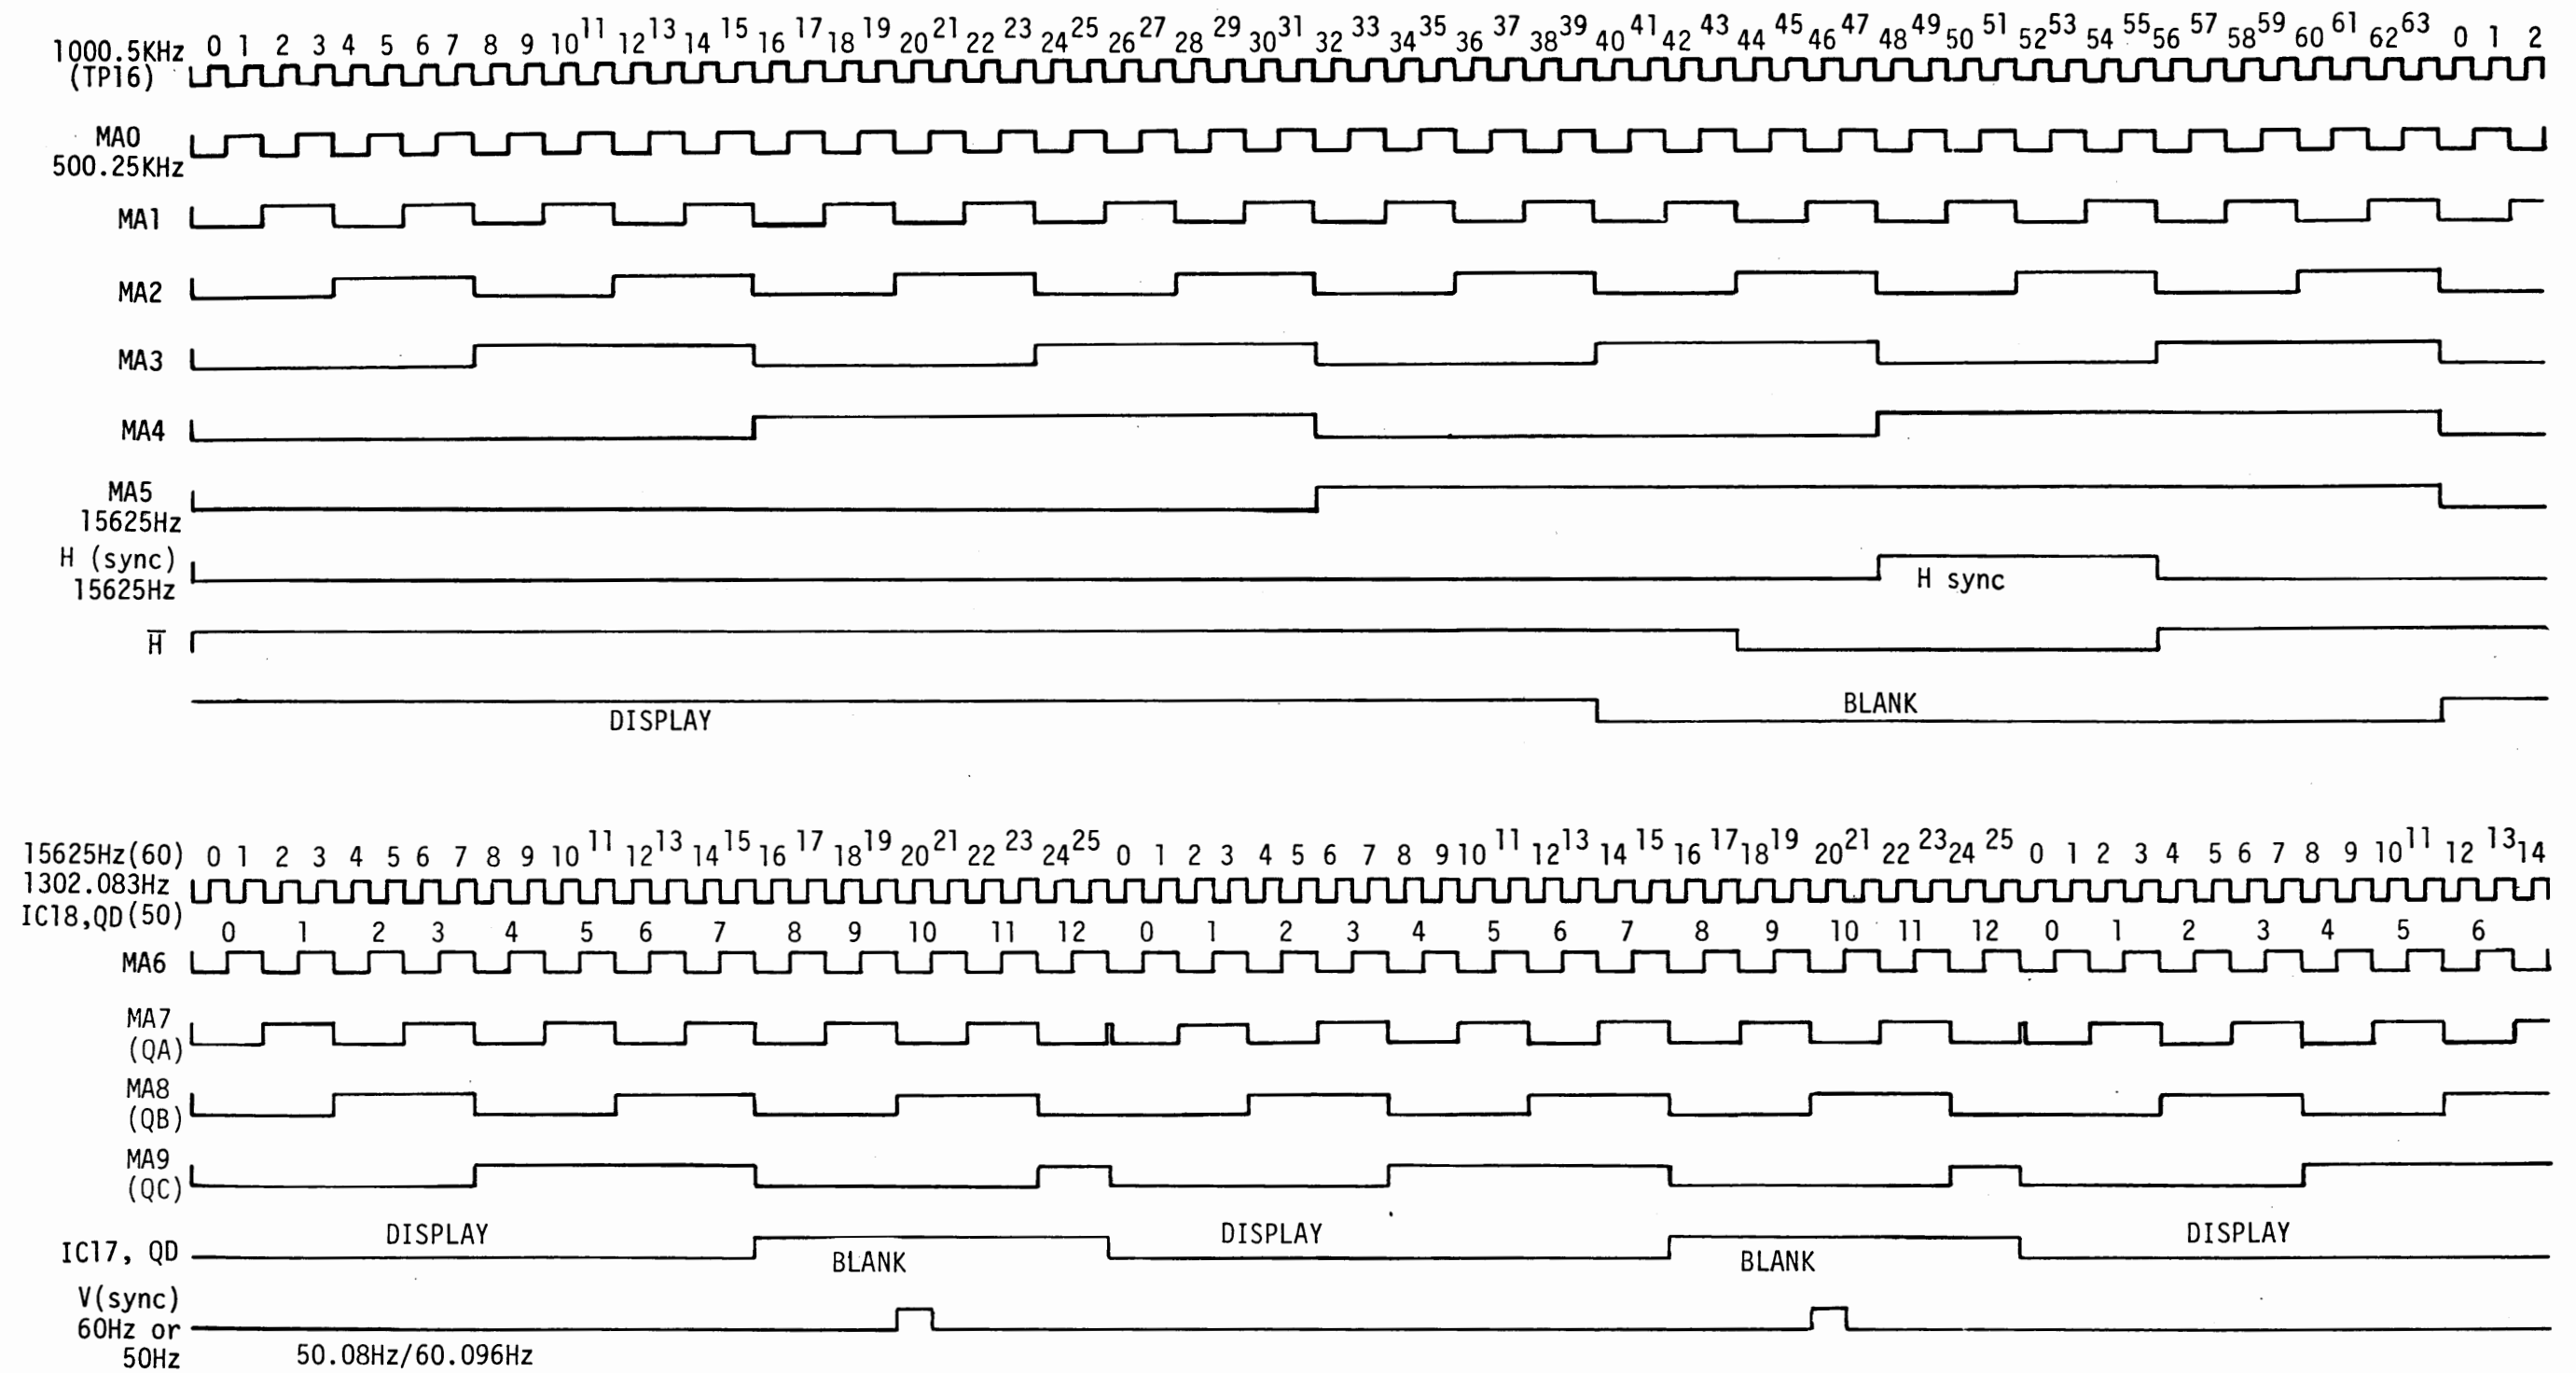 0 1 2 3 4 5 6 7 8 9 10 11 12 13 14 15 16 17 18 19 20 21 22 23 24 25 26 27 28 29 30 31 32 33 34 35 36 37 38 39 40 41 42 43 44 45 46 47 48 49 50 51 52 53 54 55 56 57 58 59 60 61 62 63 0 1 2
1000.5KHz
(TP16)
MA0
500.25KHz
MA1
MA2
MA3
MA4
MA5
15625Hz
H (sync)
15625Hz
H sync
H̅
DISPLAY BLANK
15625Hz(60) 0 1 2 3 4 5 6 7 8 9 10 11 12 13 14 15 16 17 18 19 20 21 22 23 24 25 0 1 2 3 4 5 6 7 8 9 10 11 12 13 14 15 16 17 18 19 20 21 22 23 24 25 0 1 2 3 4 5 6 7 8 9 10 11 12 13 14
1302.083Hz
IC18,QD(50)
0 1 2 3 4 5 6 7 8 9 10 11 12 0 1 2 3 4 5 6 7 8 9 10 11 12 0 1 2 3 4 5 6
MA6
MA7
(QA)
MA8
(QB)
MA9
(QC)
DISPLAY DISPLAY DISPLAY
IC17, QD
BLANK BLANK
V(sync)
60Hz or
50Hz
50.08Hz/60.096Hz